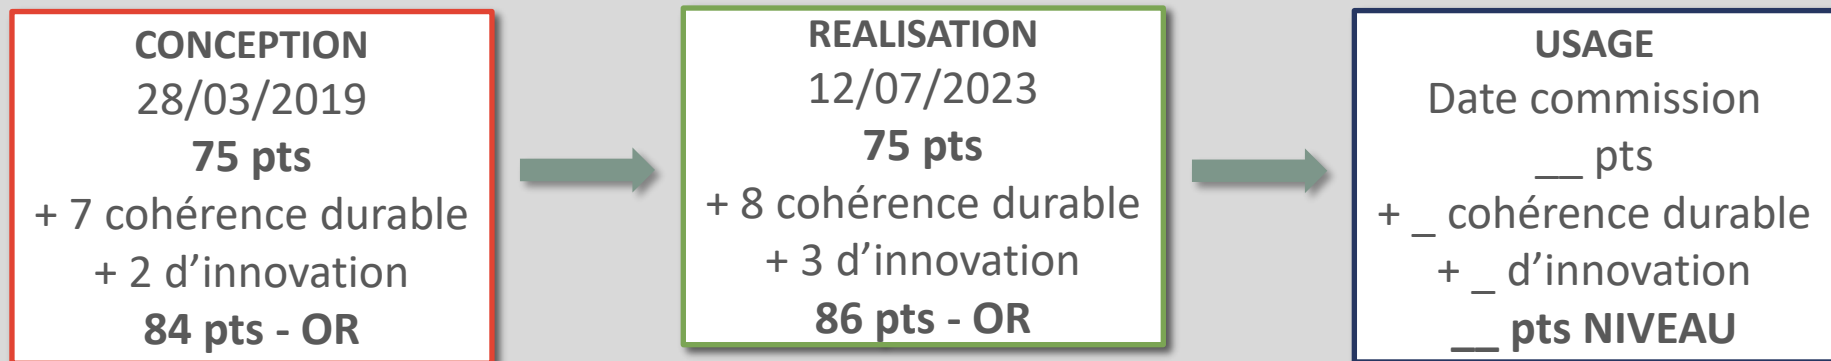 CONCEPTION
28/03/2019
75 pts
+ 7 cohérence durable
+ 2 d’innovation
84 pts - OR
REALISATION
12/07/2023
75 pts
+ 8 cohérence durable
+ 3 d’innovation
86 pts - OR
USAGE
Date commission
__ pts
+ _ cohérence durable
+ _ d’innovation
__ pts NIVEAU